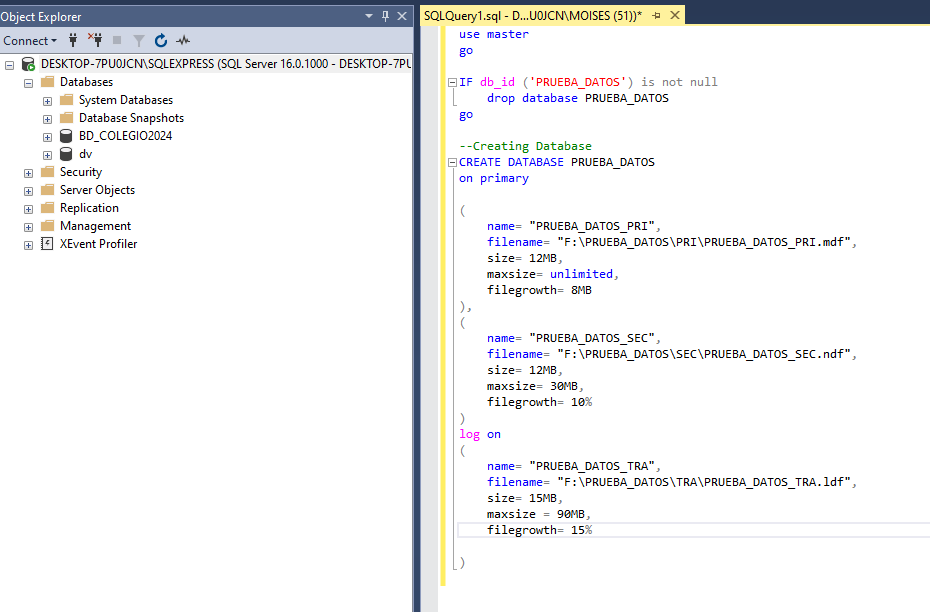 Object Explorer
Connect
DESKTOP-7PU0JCN\SQLEXPRESS (SQL Server 16.0.1000 - DESKTOP-7PU
Databases
System Databases
Database Snapshots
BD_COLEGIO2024
dv
Security
Server Objects
Replication
Management
XEvent Profiler
SQLQuery1.sql - D...U0JCN\MOISES (51))*
use master
go
IF db_id ('PRUEBA_DATOS') is not null
drop database PRUEBA_DATOS
go
--Creating Database
CREATE DATABASE PRUEBA_DATOS
on primary
(
name= "PRUEBA_DATOS_PRI",
filename= "F:\PRUEBA_DATOS\PRI\PRUEBA_DATOS_PRI.mdf",
size= 12MB,
maxsize= unlimited,
filegrowth= 8MB
),
(
name= "PRUEBA_DATOS_SEC",
filename= "F:\PRUEBA_DATOS\SEC\PRUEBA_DATOS_SEC.ndf",
size= 12MB,
maxsize= 30MB,
filegrowth= 10%
)
log on
(
name= "PRUEBA_DATOS_TRA",
filename= "F:\PRUEBA_DATOS\TRA\PRUEBA_DATOS_TRA.ldf",
size= 15MB,
maxsize = 90MB,
filegrowth= 15%
)